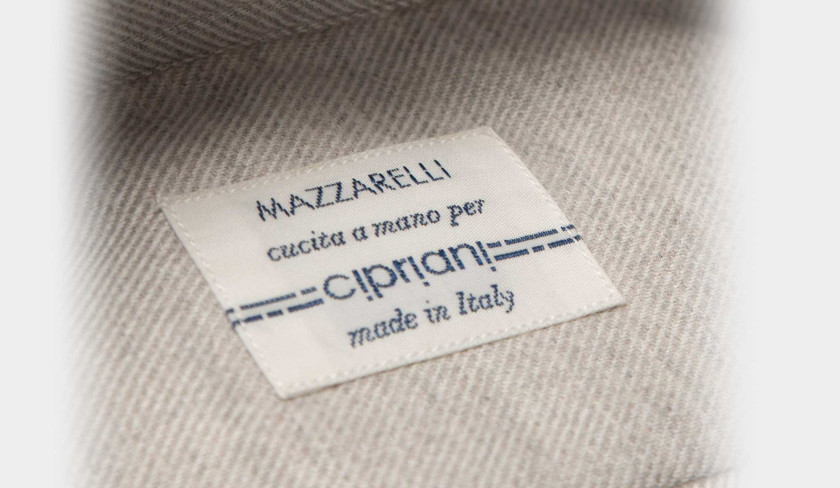 MAZZARELLI
cucita a mano per
cipriani
made in Italy